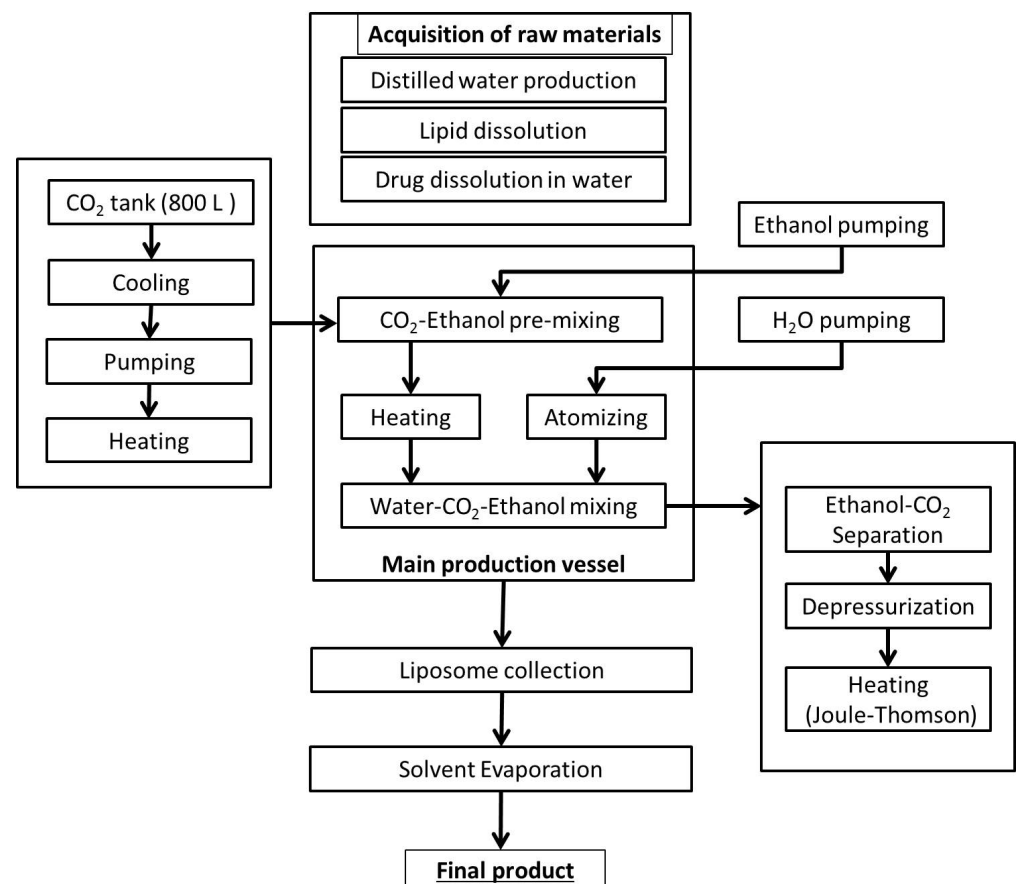 Acquisition of raw materials
Distilled water production
Lipid dissolution
Drug dissolution in water
CO₂ tank (800 L )
Cooling
Pumping
Heating
Ethanol pumping
H₂O pumping
CO₂-Ethanol pre-mixing
Heating
Atomizing
Water-CO₂-Ethanol mixing
Main production vessel
Ethanol-CO₂
Separation
Depressurization
Heating
(Joule-Thomson)
Liposome collection
Solvent Evaporation
Final product